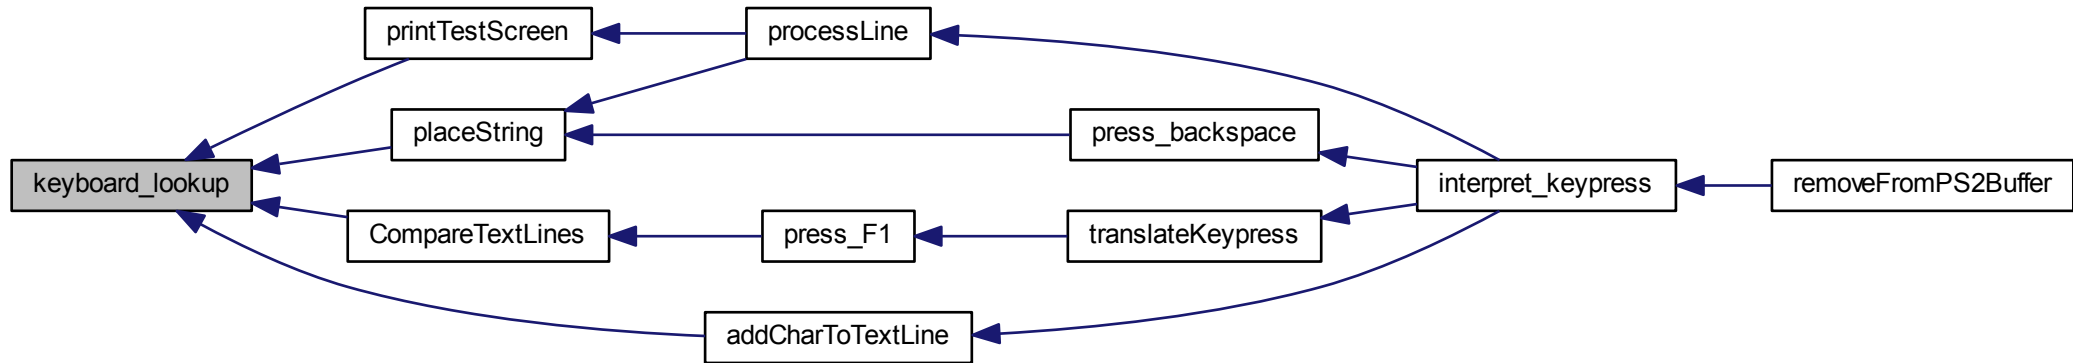 printTestScreen
processLine
placeString
press_backspace
keyboard_lookup
interpret_keypress
removeFromPS2Buffer
CompareTextLines
press_F1
translateKeypress
addCharToTextLine